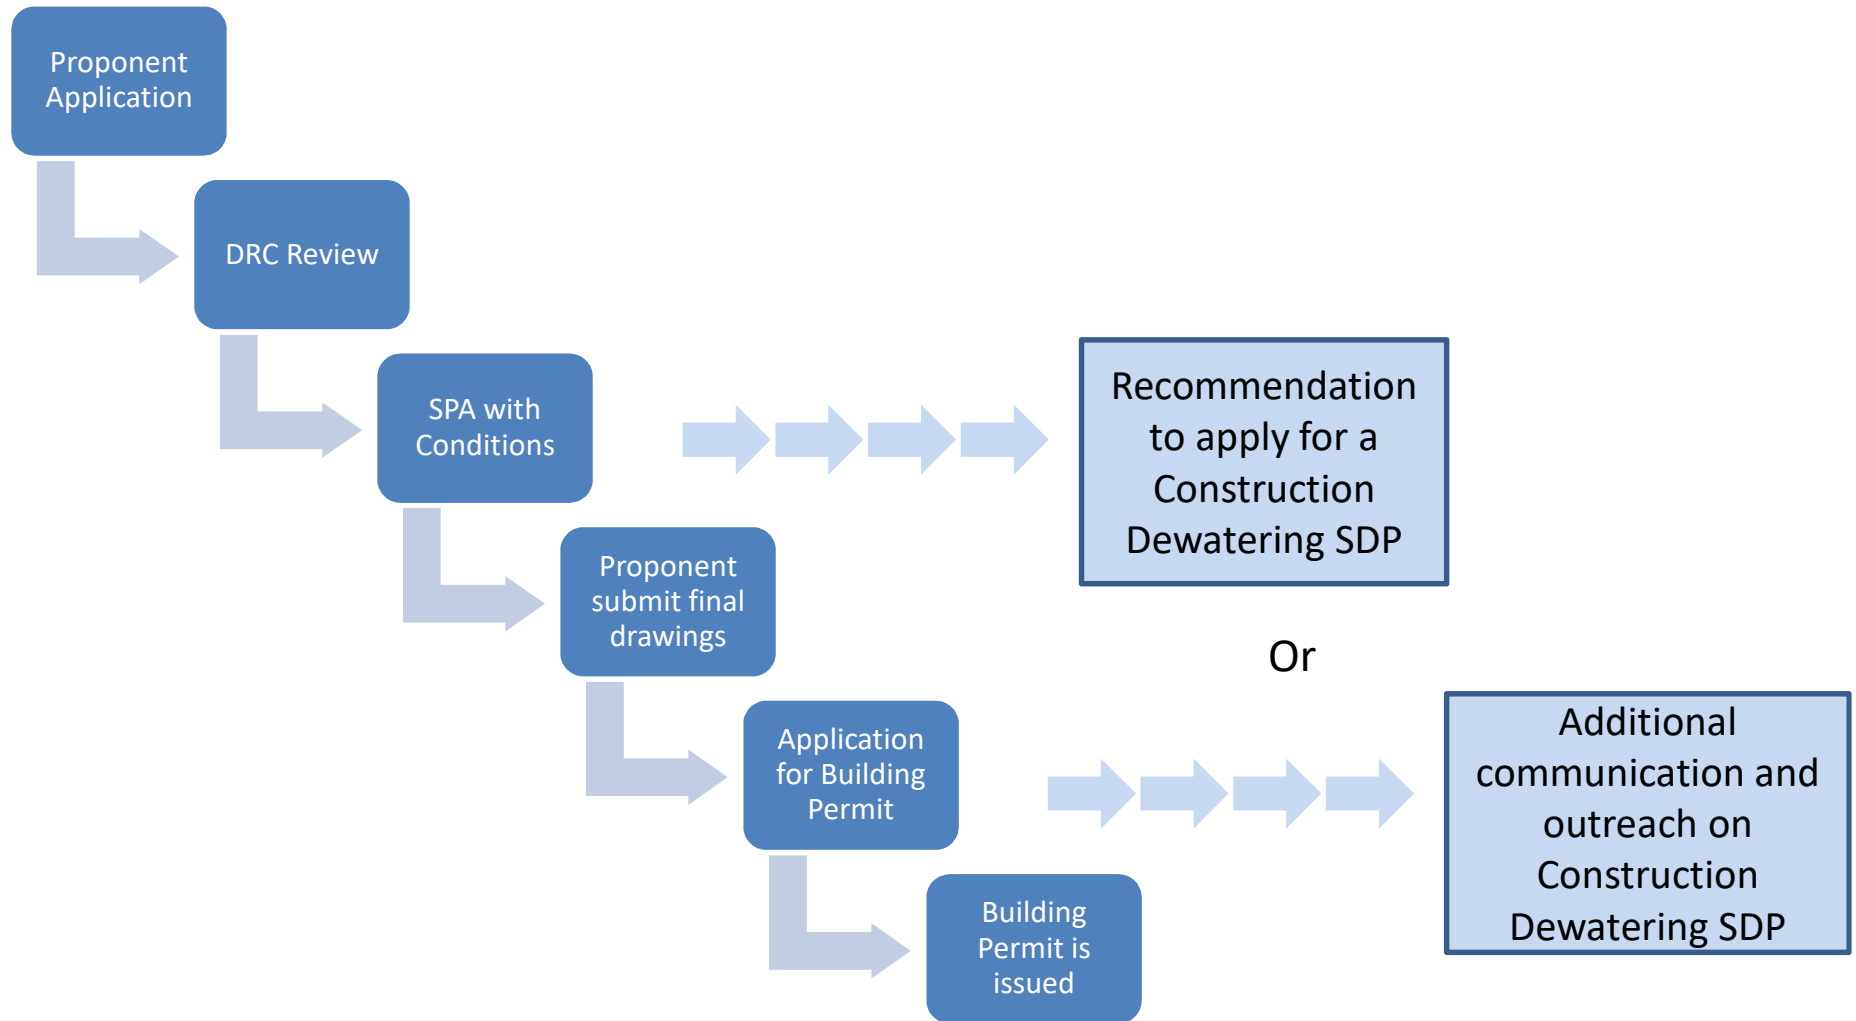 Proponent
Application
DRC Review
SPA with
Conditions
Recommendation
to apply for a
Construction
Dewatering SDP
Proponent
submit final
drawings
Or
Application
for Building
Permit
Additional
communication and
outreach on
Construction
Dewatering SDP
Building
Permit is
issued